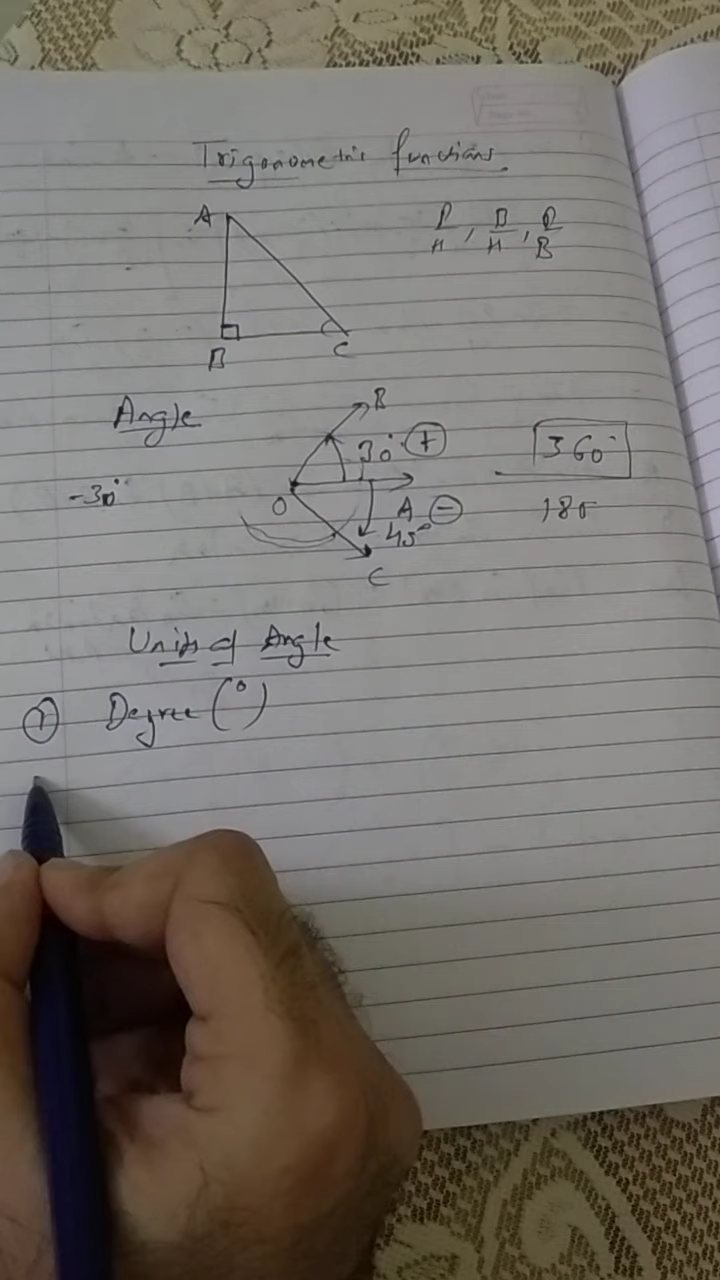 Trigonometric functions
A
P/H, B/H, P/B
B C
Angle
B
30° +
360°
-30°
O
A −
180
45°
C
Units of Angle
1 Degree (°)